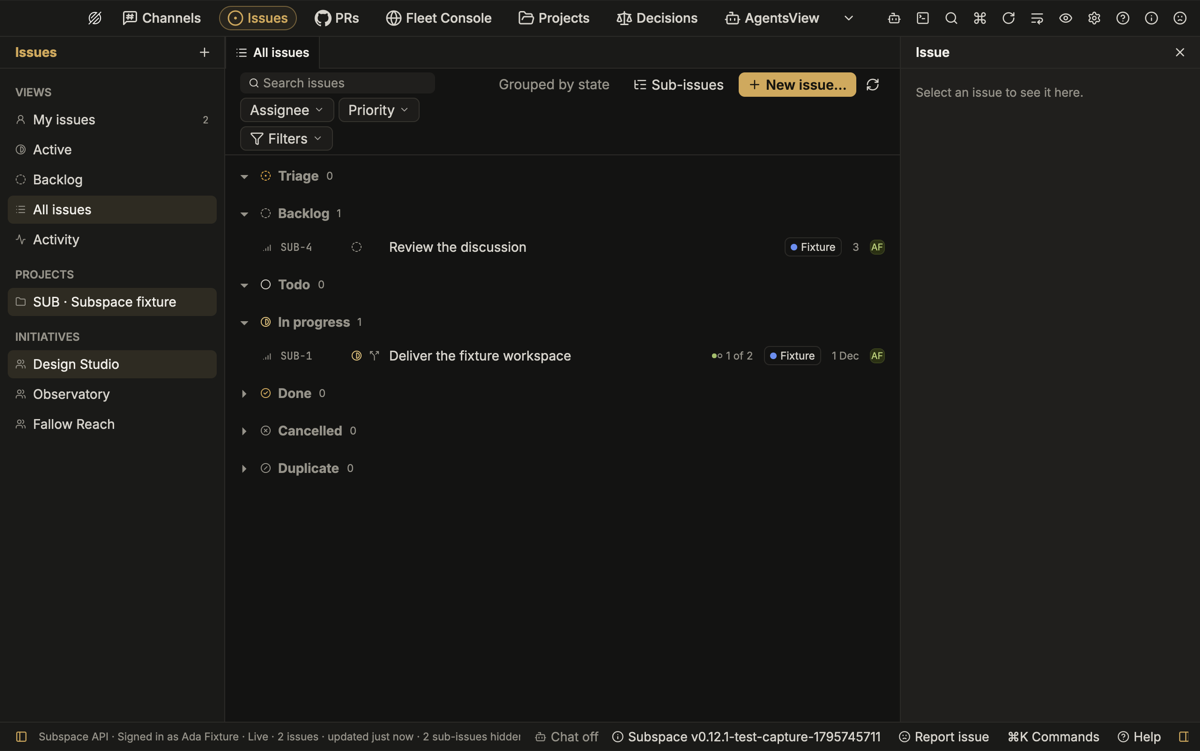 Channels Issues PRs Fleet Console Projects Decisions AgentsView
Issues
VIEWS
My issues 2
Active
Backlog
All issues
Activity
PROJECTS
SUB · Subspace fixture
INITIATIVES
Design Studio
Observatory
Fallow Reach
All issues
Search issues Grouped by state Sub-issues New issue...
Assignee Priority
Filters
Triage 0
Backlog 1
SUB-4 Review the discussion Fixture 3 AF
Todo 0
In progress 1
SUB-1 Deliver the fixture workspace 1 of 2 Fixture 1 Dec AF
Done 0
Cancelled 0
Duplicate 0
Issue
Select an issue to see it here.
Subspace API · Signed in as Ada Fixture · Live · 2 issues · updated just now · 2 sub-issues hidden Chat off Subspace v0.12.1-test-capture-1795745711 Report issue ⌘K Commands Help